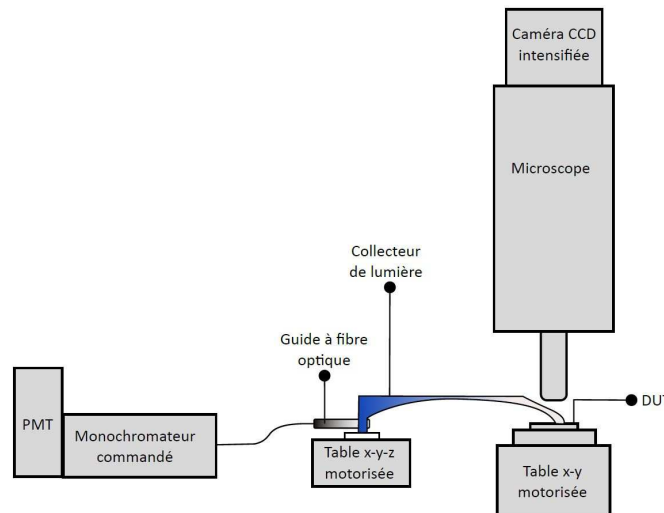 Caméra CCD
intensifiée
Microscope
Collecteur
de lumière
Guide à fibre
optique
DUT
PMT
Monochromateur
commandé
Table x-y-z
motorisée
Table x-y
motorisée